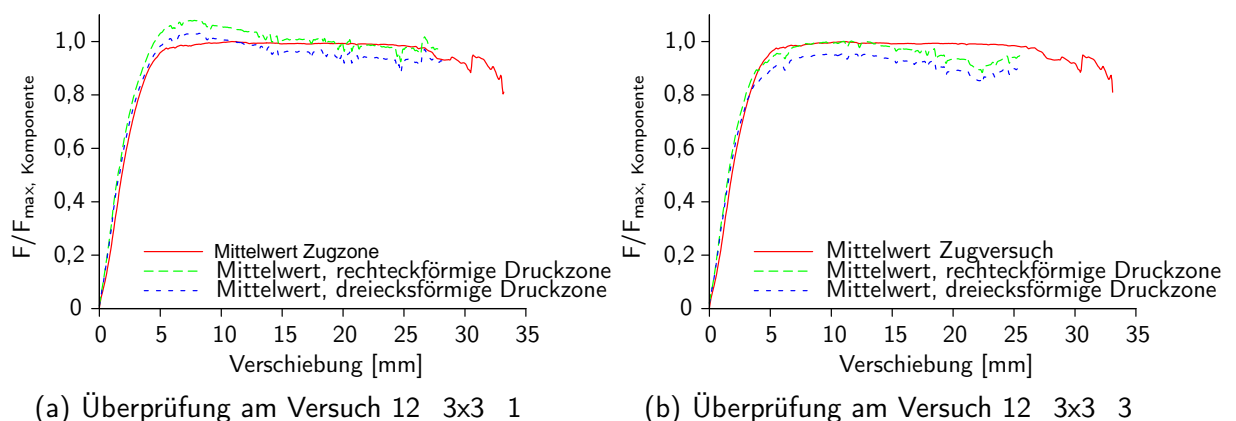 1,0
0,8
0,6
0,4
0,2
0
F/Fmax, Komponente
Mittelwert Zugzone
Mittelwert, rechteckförmige Druckzone
Mittelwert, dreiecksförmige Druckzone
0 5 10 15 20 25 30 35
Verschiebung [mm]
(a) Überprüfung am Versuch 12 3x3 1
1,0
0,8
0,6
0,4
0,2
0
F/Fmax, Komponente
Mittelwert Zugversuch
Mittelwert, rechteckförmige Druckzone
Mittelwert, dreiecksförmige Druckzone
0 5 10 15 20 25 30 35
Verschiebung [mm]
(b) Überprüfung am Versuch 12 3x3 3